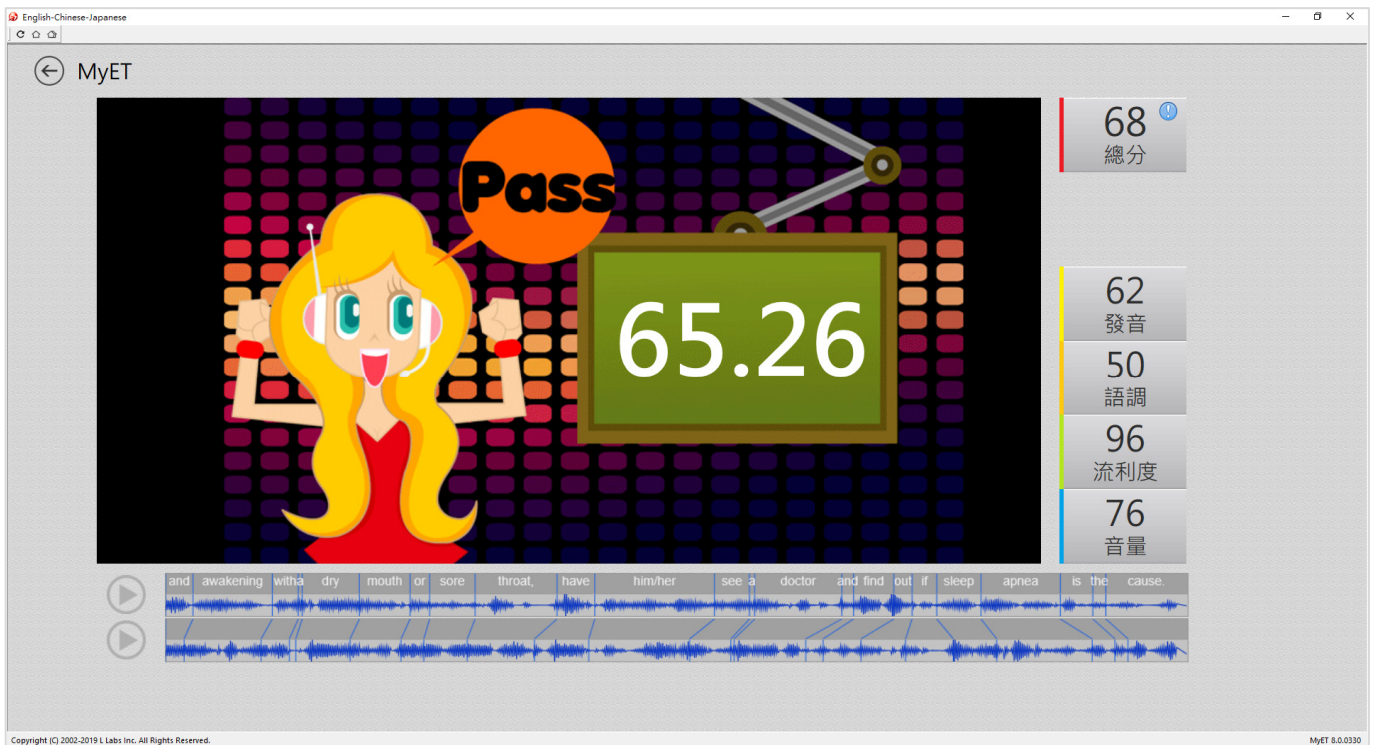 English-Chinese-Japanese
MyET
Pass
65.26
68
總分
62
發音
50
語調
96
流利度
76
音量
and awakening witha dry mouth or sore throat, have him/her see a doctor and find out if sleep apnea is the cause.
Copyright (C) 2002-2019 L Labs Inc. All Rights Reserved.
MyET 8.0.0330